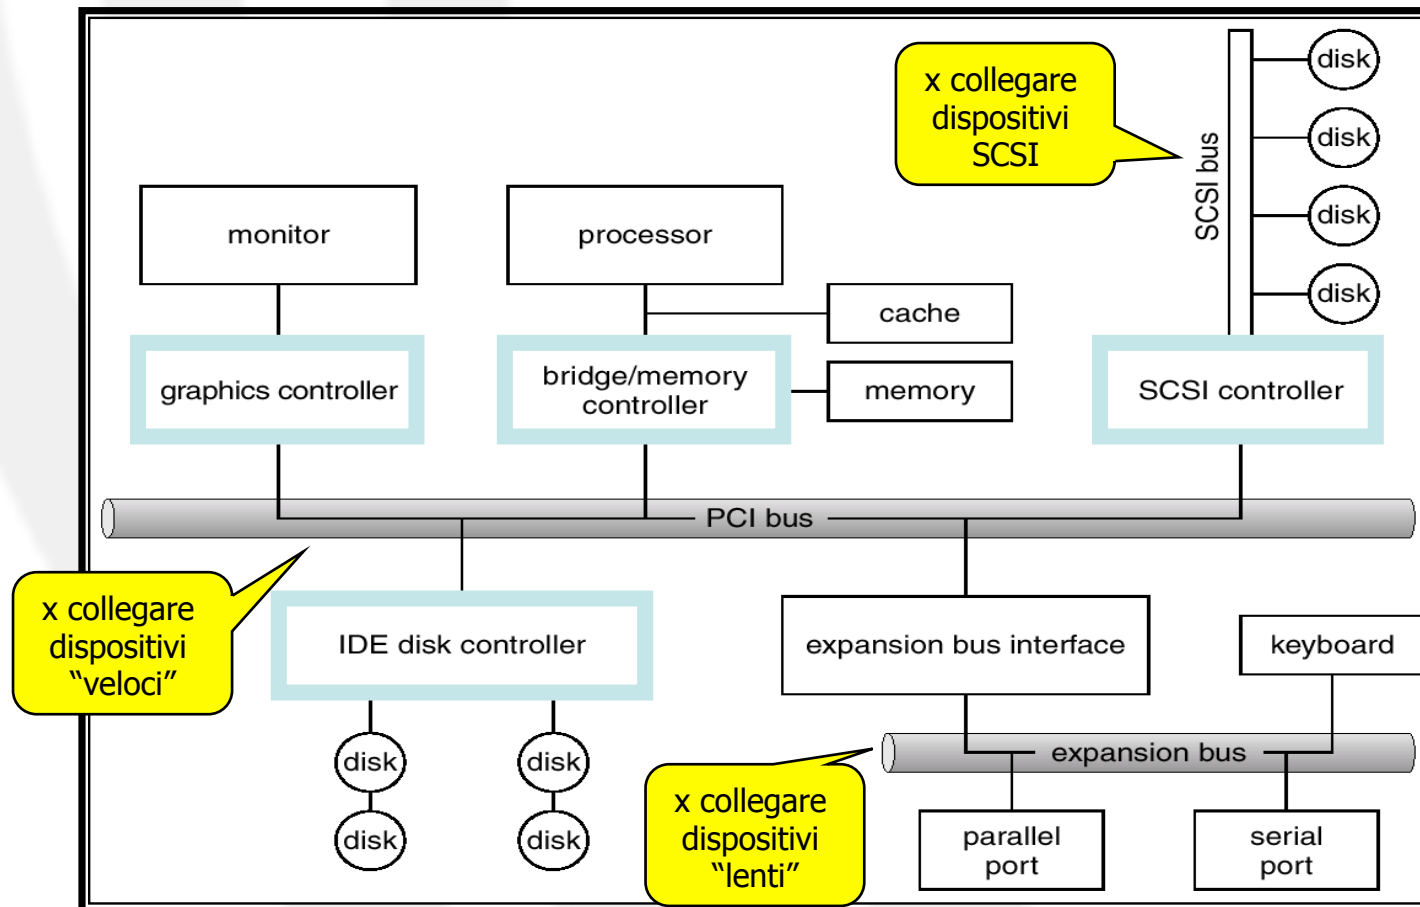 x collegare
dispositivi
SCSI
SCSI bus
disk
disk
disk
disk
monitor
processor
cache
graphics controller
bridge/memory
controller
memory
SCSI controller
PCI bus
x collegare
dispositivi
“veloci”
IDE disk controller
expansion bus interface
keyboard
disk
disk
disk
disk
expansion bus
x collegare
dispositivi
“lenti”
parallel
port
serial
port